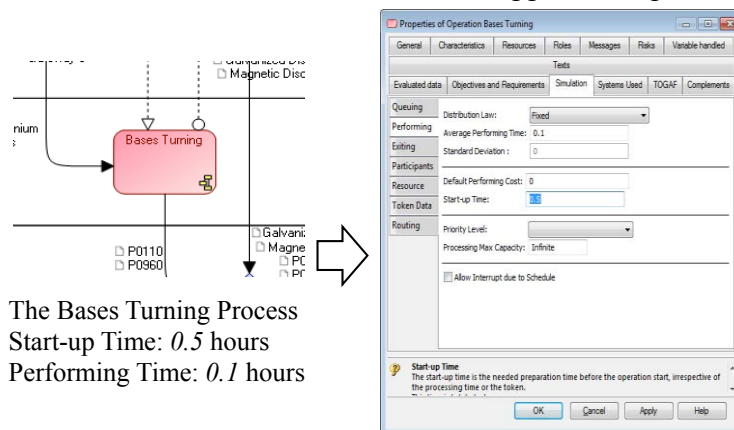 Magnetic Disc
nium
Bases Turning
P0110
P0960
Galvani
Magne
The Bases Turning Process
Start-up Time: 0.5 hours
Performing Time: 0.1 hours
Properties of Operation Bases Turning
General Characteristics Resources Roles Messages Risks Variable handled
Texts
Evaluated data Objectives and Requirements Simulation Systems Used TOGAF Complements
Queuing
Performing
Exiting
Participants
Resource
Token Data
Routing
Distribution Law: Fixed
Average Performing Time: 0.1
Standard Deviation : 0
Default Performing Cost: 0
Start-up Time: 0.5
Priority Level:
Processing Max Capacity: Infinite
Allow Interrupt due to Schedule
Start-up Time
The start-up time is the needed preparation time before the operation start, irrespective of
the processing time or the token.
OK Cancel Apply Help